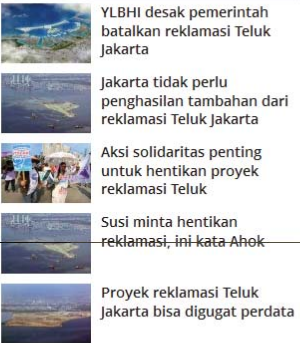 YLBHI desak pemerintah
batalkan reklamasi Teluk
Jakarta
Jakarta tidak perlu
penghasilan tambahan dari
reklamasi Teluk Jakarta
Aksi solidaritas penting
untuk hentikan proyek
reklamasi Teluk
Susi minta hentikan
reklamasi, ini kata Ahok
Proyek reklamasi Teluk
Jakarta bisa digugat perdata